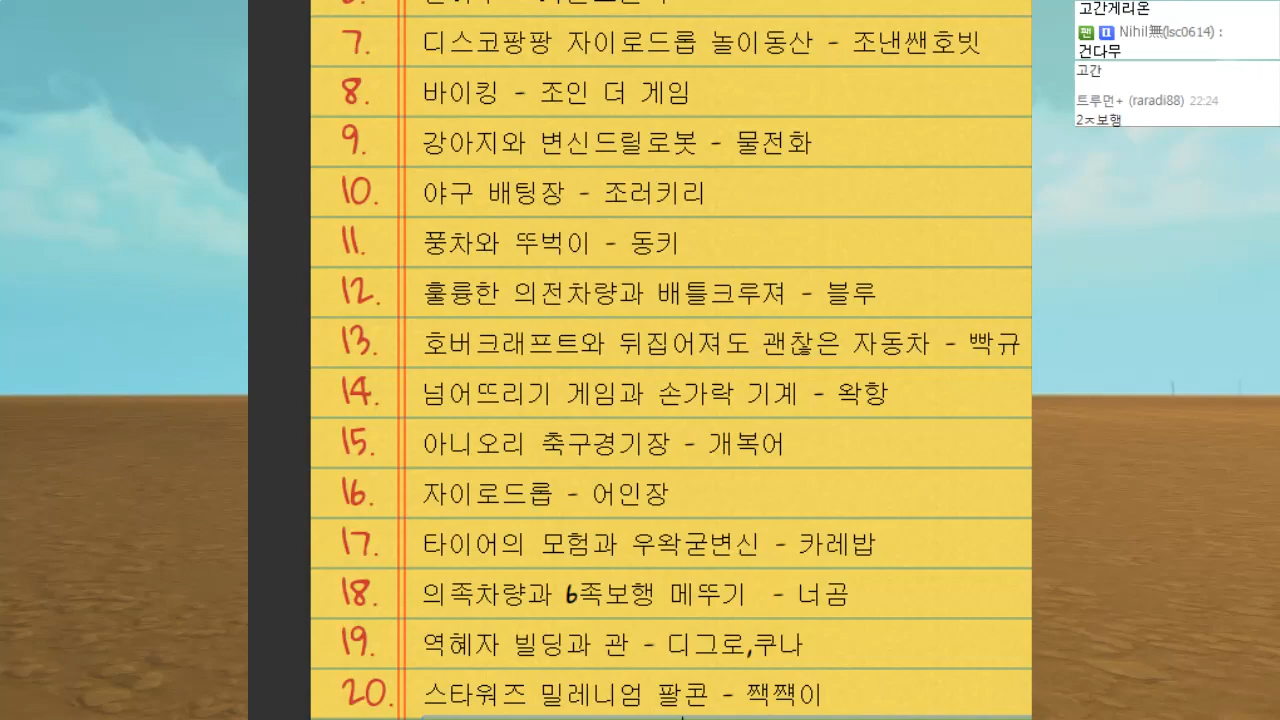 7. 디스코팡팡 자이로드롭 놀이동산 - 조낸쌘호빗
8. 바이킹 - 조인 더 게임
9. 강아지와 변신드릴로봇 - 물전화
10. 야구 배팅장 - 조러키리
11. 풍차와 뚜벅이 - 동키
12. 훌륭한 의전차량과 배틀크루져 - 블루
13. 호버크래프트와 뒤집어져도 괜찮은 자동차 - 빡규
14. 넘어뜨리기 게임과 손가락 기계 - 왁항
15. 아니오리 축구경기장 - 개복어
16. 자이로드롭 - 어인장
17. 타이어의 모험과 우왁굳변신 - 카레밥
18. 의족차량과 6족보행 메뚜기 - 너곰
19. 역혜자 빌딩과 관 - 디그로,쿠나
20. 스타워즈 밀레니엄 팔콘 - 짹쨱이
고간게리온
팬 Nihil無(lsc0614) :
건다무
고간
트루먼+ (raradi88) 22:24
2ㅈ보행